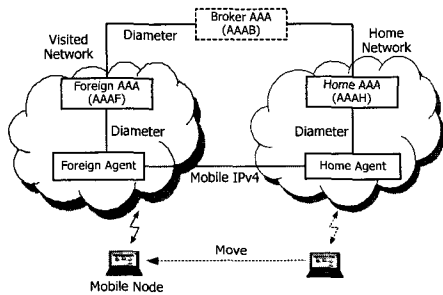 Broker AAA
(AAAB)
Visited
Network
Diameter
Home
Network
Foreign AAA
(AAAF)
Home AAA
(AAAH)
Diameter
Diameter
Foreign Agent
Home Agent
Mobile IPv4
Move
Mobile Node